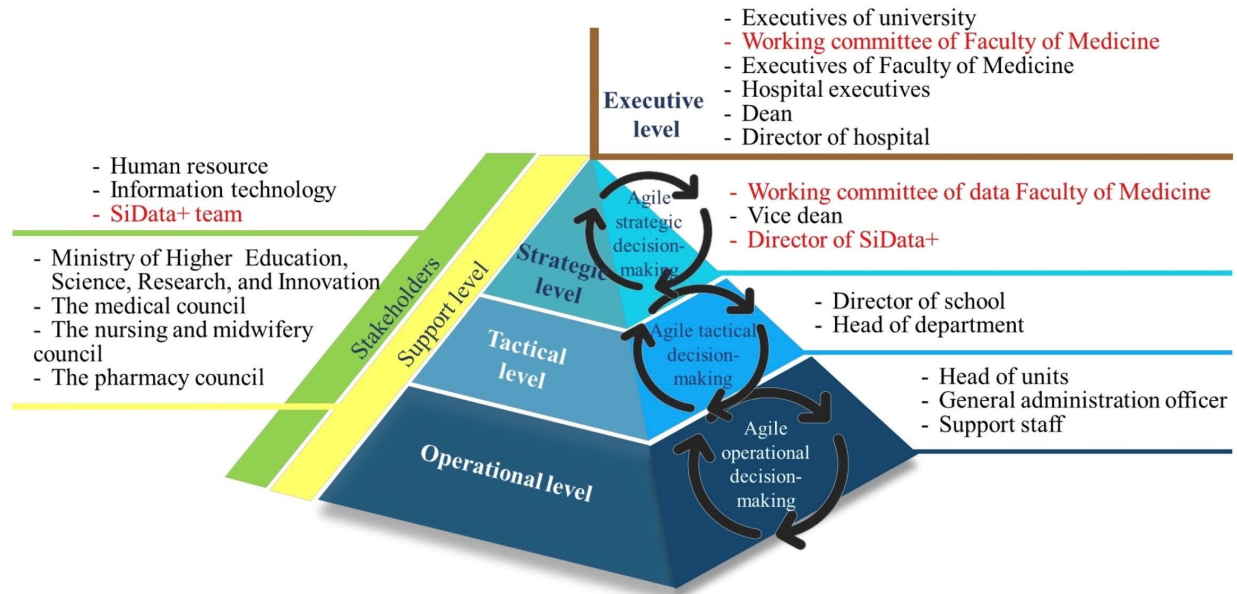 - Executives of university
- Working committee of Faculty of Medicine
- Executives of Faculty of Medicine
- Hospital executives
- Dean
- Director of hospital
Executive
level
- Human resource
- Information technology
- SiData+ team
- Ministry of Higher Education,
Science, Research, and Innovation
- The medical council
- The nursing and midwifery
council
- The pharmacy council
Stakeholders
Support level
Strategic
level
Tactical
level
Operational level
Agile
strategic
decision-
making
Agile tactical
decision-
making
Agile
operational
decision-
making
- Working committee of data Faculty of Medicine
- Vice dean
- Director of SiData+
- Director of school
- Head of department
- Head of units
- General administration officer
- Support staff